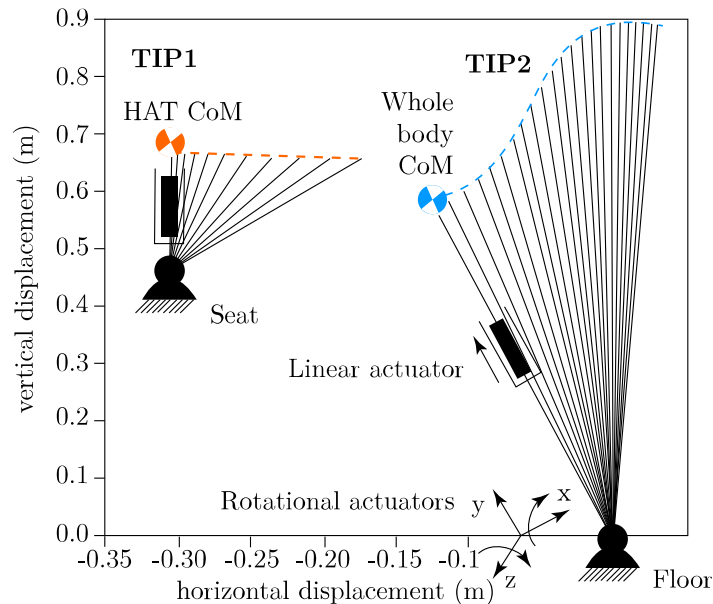 0.9
0.8
0.7
0.6
0.5
0.4
0.3
0.2
0.1
0.0
vertical displacement (m)
TIP1
HAT CoM
Seat
TIP2
Whole
body
CoM
Linear actuator
Rotational actuators
y
x
z
Floor
-0.35
-0.30
-0.25
-0.20
-0.15
-0.1
horizontal displacement (m)